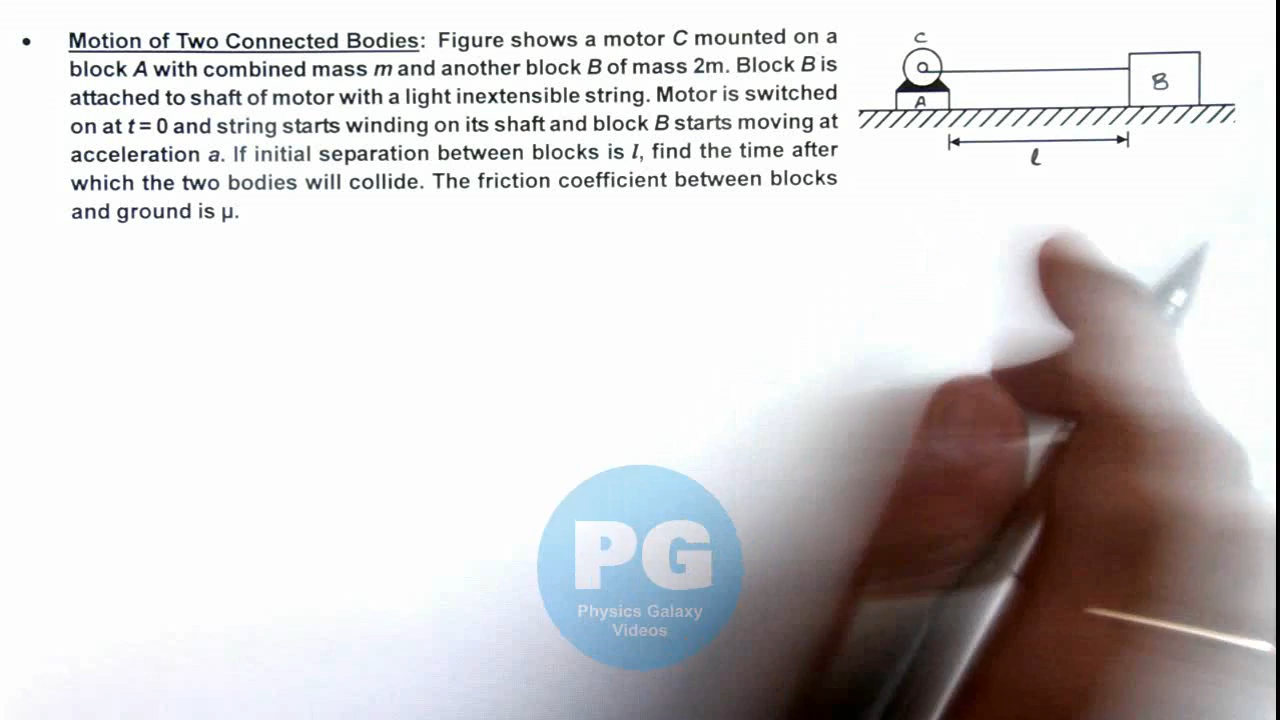 • Motion of Two Connected Bodies: Figure shows a motor C mounted on a
block A with combined mass m and another block B of mass 2m. Block B is
attached to shaft of motor with a light inextensible string. Motor is switched
on at t = 0 and string starts winding on its shaft and block B starts moving at
acceleration a. If initial separation between blocks is l, find the time after
which the two bodies will collide. The friction coefficient between blocks
and ground is μ.
C
A
B
l
PG
Physics Galaxy
Videos